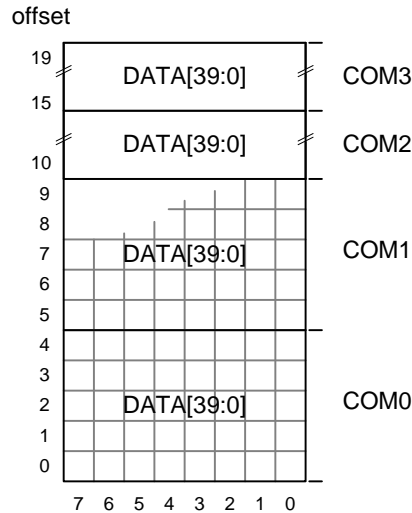 offset
19
DATA[39:0] COM3
15
DATA[39:0] COM2
10
9
8
7 DATA[39:0] COM1
6
5
4
3
2 DATA[39:0] COM0
1
0
7 6 5 4 3 2 1 0